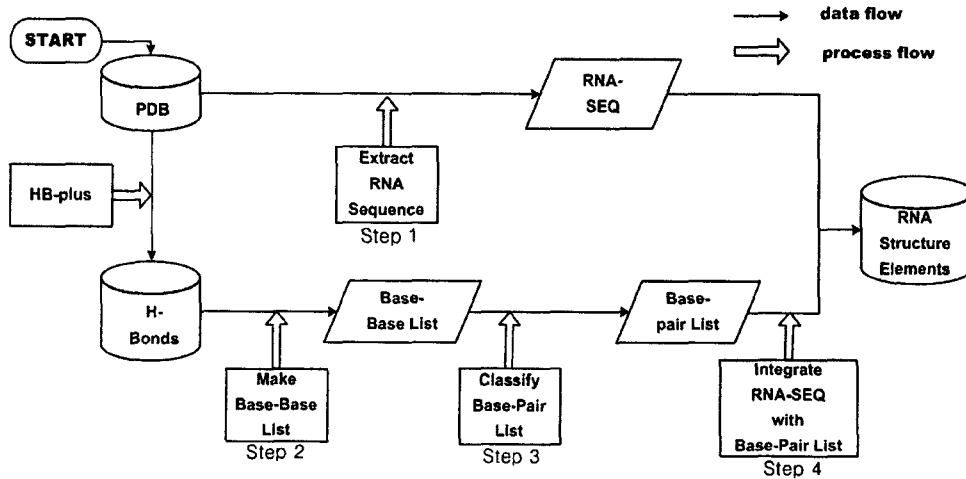 START
data flow
process flow
PDB
RNA-
SEQ
HB-plus
Extract
RNA
Sequence
Step 1
RNA
Structure
Elements
H-
Bonds
Base-
Base List
Base-
pair List
Make
Base-Base
List
Step 2
Classify
Base-Pair
List
Step 3
Integrate
RNA-SEQ
with
Base-Pair List
Step 4